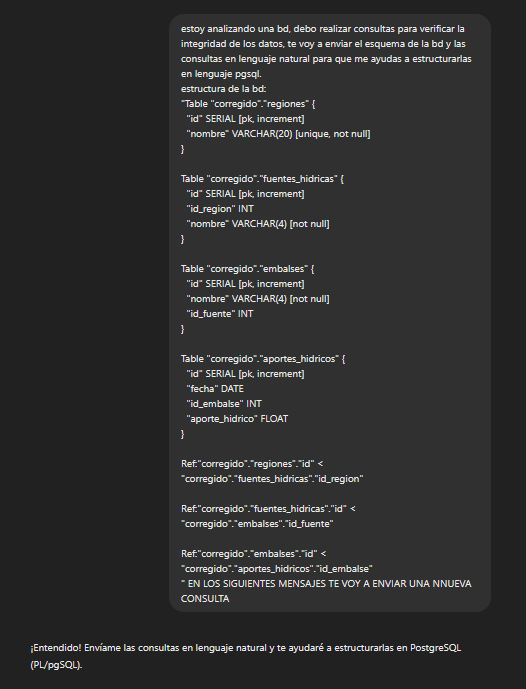 estoy analizando una bd, debo realizar consultas para verificar la
integridad de los datos, te voy a enviar el esquema de la bd y las
consultas en lenguaje natural para que me ayudas a estructurarlas
en lenguaje pgsql.
estructura de la bd:
"Table "corregido"."regiones" {
"id" SERIAL [pk, increment]
"nombre" VARCHAR(20) [unique, not null]
}
Table "corregido"."fuentes_hidricas" {
"id" SERIAL [pk, increment]
"id_region" INT
"nombre" VARCHAR(4) [not null]
}
Table "corregido"."embalses" {
"id" SERIAL [pk, increment]
"nombre" VARCHAR(4) [not null]
"id_fuente" INT
}
Table "corregido"."aportes_hidricos" {
"id" SERIAL [pk, increment]
"fecha" DATE
"id_embalse" INT
"aporte_hidrico" FLOAT
}
Ref:"corregido"."regiones"."id" <
"corregido"."fuentes_hidricas"."id_region"
Ref:"corregido"."fuentes_hidricas"."id" <
"corregido"."embalses"."id_fuente"
Ref:"corregido"."embalses"."id" <
"corregido"."aportes_hidricos"."id_embalse"
" EN LOS SIGUIENTES MENSAJES TE VOY A ENVIAR UNA NNUEVA
CONSULTA
¡Entendido! Envíame las consultas en lenguaje natural y te ayudaré a estructurarlas en PostgreSQL
(PL/pgSQL).